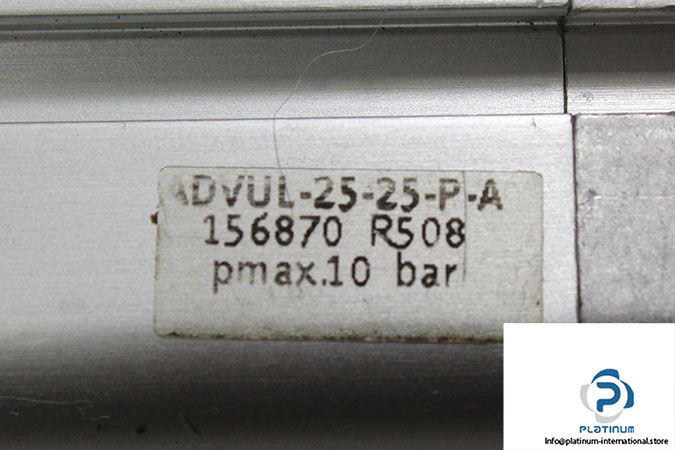 ADVUL-25-25-P-A
156870 R508
pmax.10 bar
PLATINUM
Info@platinum-international.store